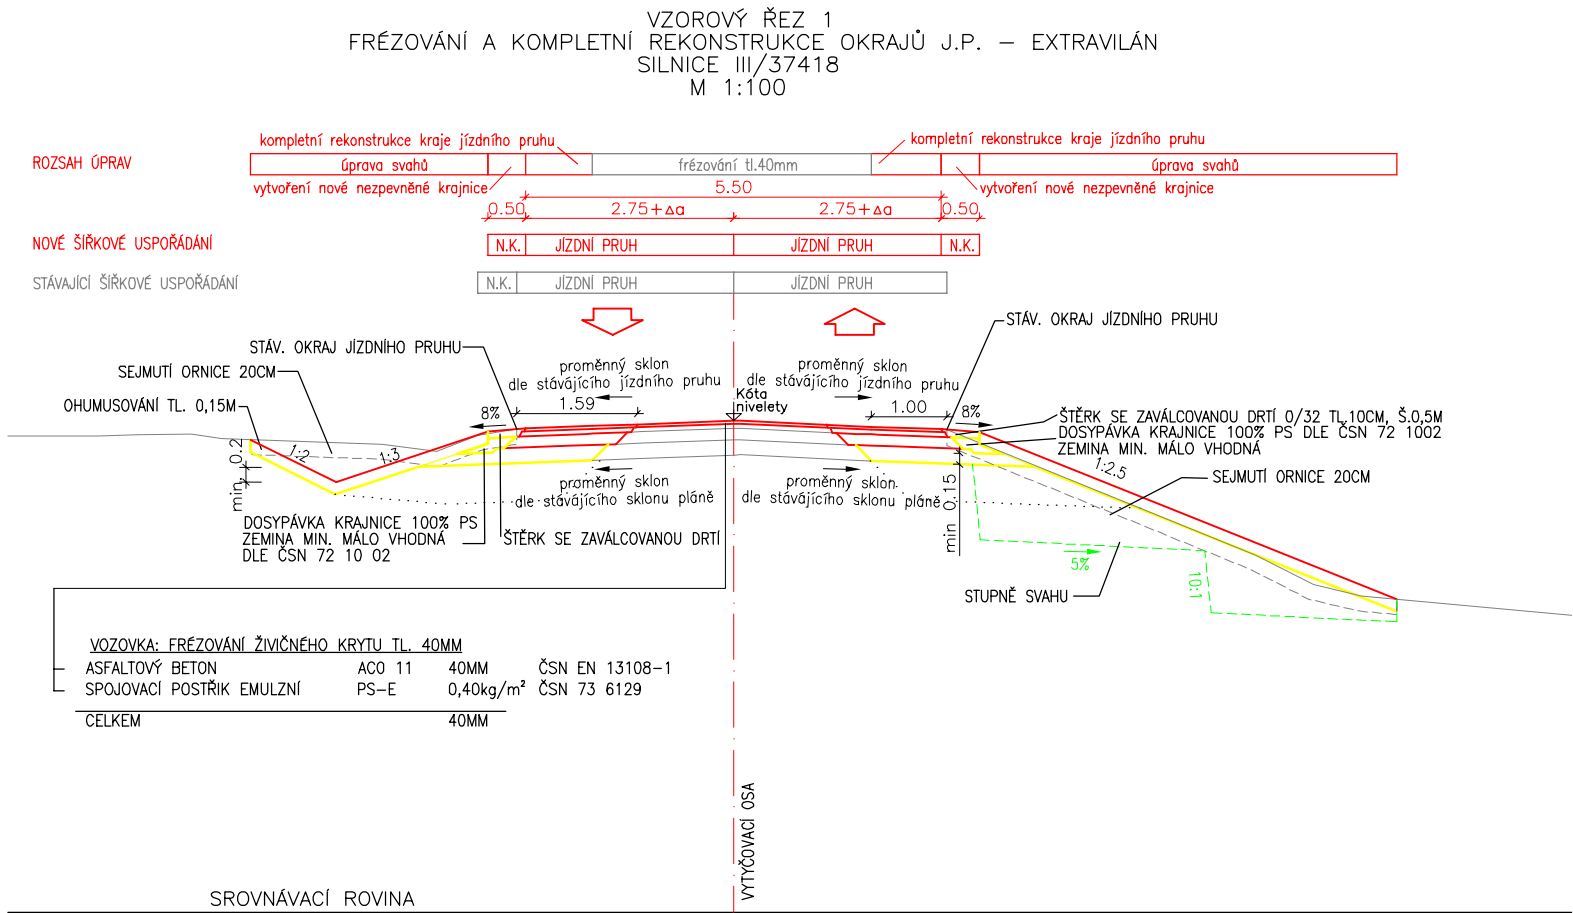 VZOROVÝ ŘEZ 1
FRÉZOVÁNÍ A KOMPLETNÍ REKONSTRUKCE OKRAJŮ J.P. – EXTRAVILÁN
SILNICE III/37418
M 1:100
kompletní rekonstrukce kraje jízdního pruhu
kompletní rekonstrukce kraje jízdního pruhu
ROZSAH ÚPRAV
úprava svahů
frézování tl.40mm
úprava svahů
vytvoření nové nezpevněné krajnice
vytvoření nové nezpevněné krajnice
5.50
0.50
2.75+Δa
2.75+Δa
0.50
NOVÉ ŠÍŘKOVÉ USPOŘÁDÁNÍ
N.K.
JÍZDNÍ PRUH
JÍZDNÍ PRUH
N.K.
STÁVAJÍCÍ ŠÍŘKOVÉ USPOŘÁDÁNÍ
N.K.
JÍZDNÍ PRUH
JÍZDNÍ PRUH
STÁV. OKRAJ JÍZDNÍHO PRUHU
STÁV. OKRAJ JÍZDNÍHO PRUHU
SEJMUTÍ ORNICE 20CM
proměnný sklon
dle stávájícího jízdního pruhu
proměnný sklon
dle stávájícího jízdního pruhu
OHUMUSOVÁNÍ TL. 0,15M
8%
1.59
Kóta
nivelety
1.00
8%
ŠTĚRK SE ZAVÁLCOVANOU DRTÍ 0/32 TL.10CM, Š.0,5M
DOSYPÁVKA KRAJNICE 100% PS DLE ČSN 72 1002
ZEMINA MIN. MÁLO VHODNÁ
min. 0.2
1:2
1:3
1:2.5
SEJMUTÍ ORNICE 20CM
proměnný sklon
dle stávajícího sklonu pláně
proměnný sklon
dle stávajícího sklonu pláně
min 0.15
DOSYPÁVKA KRAJNICE 100% PS
ZEMINA MIN. MÁLO VHODNÁ
DLE ČSN 72 10 02
ŠTĚRK SE ZAVÁLCOVANOU DRTÍ
5%
10:1
STUPNĚ SVAHU
VOZOVKA: FRÉZOVÁNÍ ŽIVIČNÉHO KRYTU TL. 40MM
ASFALTOVÝ BETON ACO 11 40MM ČSN EN 13108-1
SPOJOVACÍ POSTŘIK EMULZNÍ PS-E 0,40kg/m² ČSN 73 6129
CELKEM 40MM
VYTYČOVACÍ OSA
SROVNÁVACÍ ROVINA